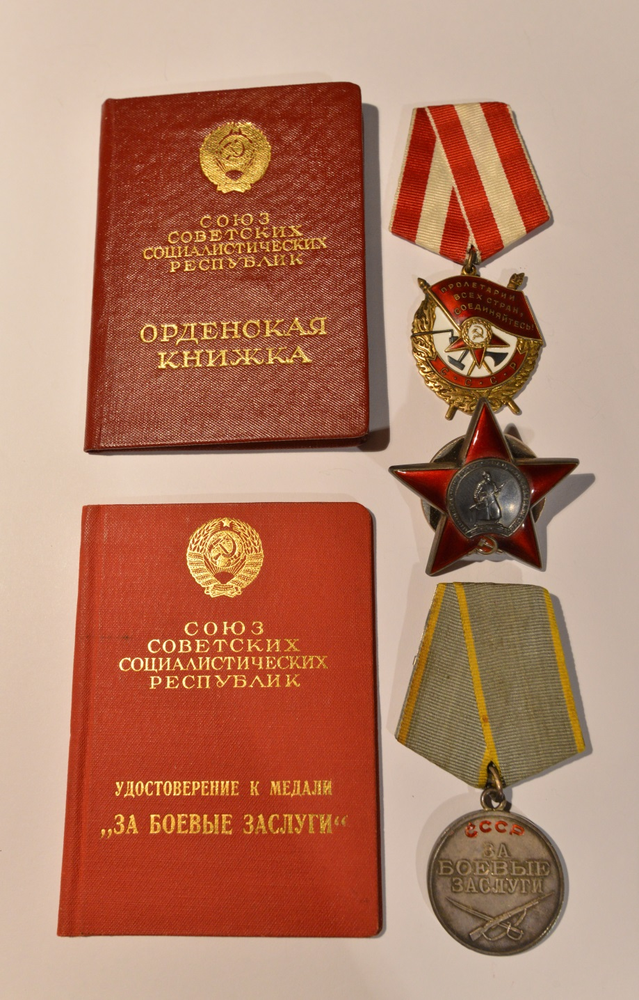 СОЮЗ
СОВЕТСКИХ
СОЦИАЛИСТИЧЕСКИХ
РЕСПУБЛИК
ОРДЕНСКАЯ
КНИЖКА
ПРОЛЕТАРИИ
ВСЕХ СТРАН,
СОЕДИНЯЙТЕСЬ!
С·С·С·Р
СОЮЗ
СОВЕТСКИХ
СОЦИАЛИСТИЧЕСКИХ
РЕСПУБЛИК
УДОСТОВЕРЕНИЕ К МЕДАЛИ
„ЗА БОЕВЫЕ ЗАСЛУГИ“
СССР
ЗА
БОЕВЫЕ
ЗАСЛУГИ